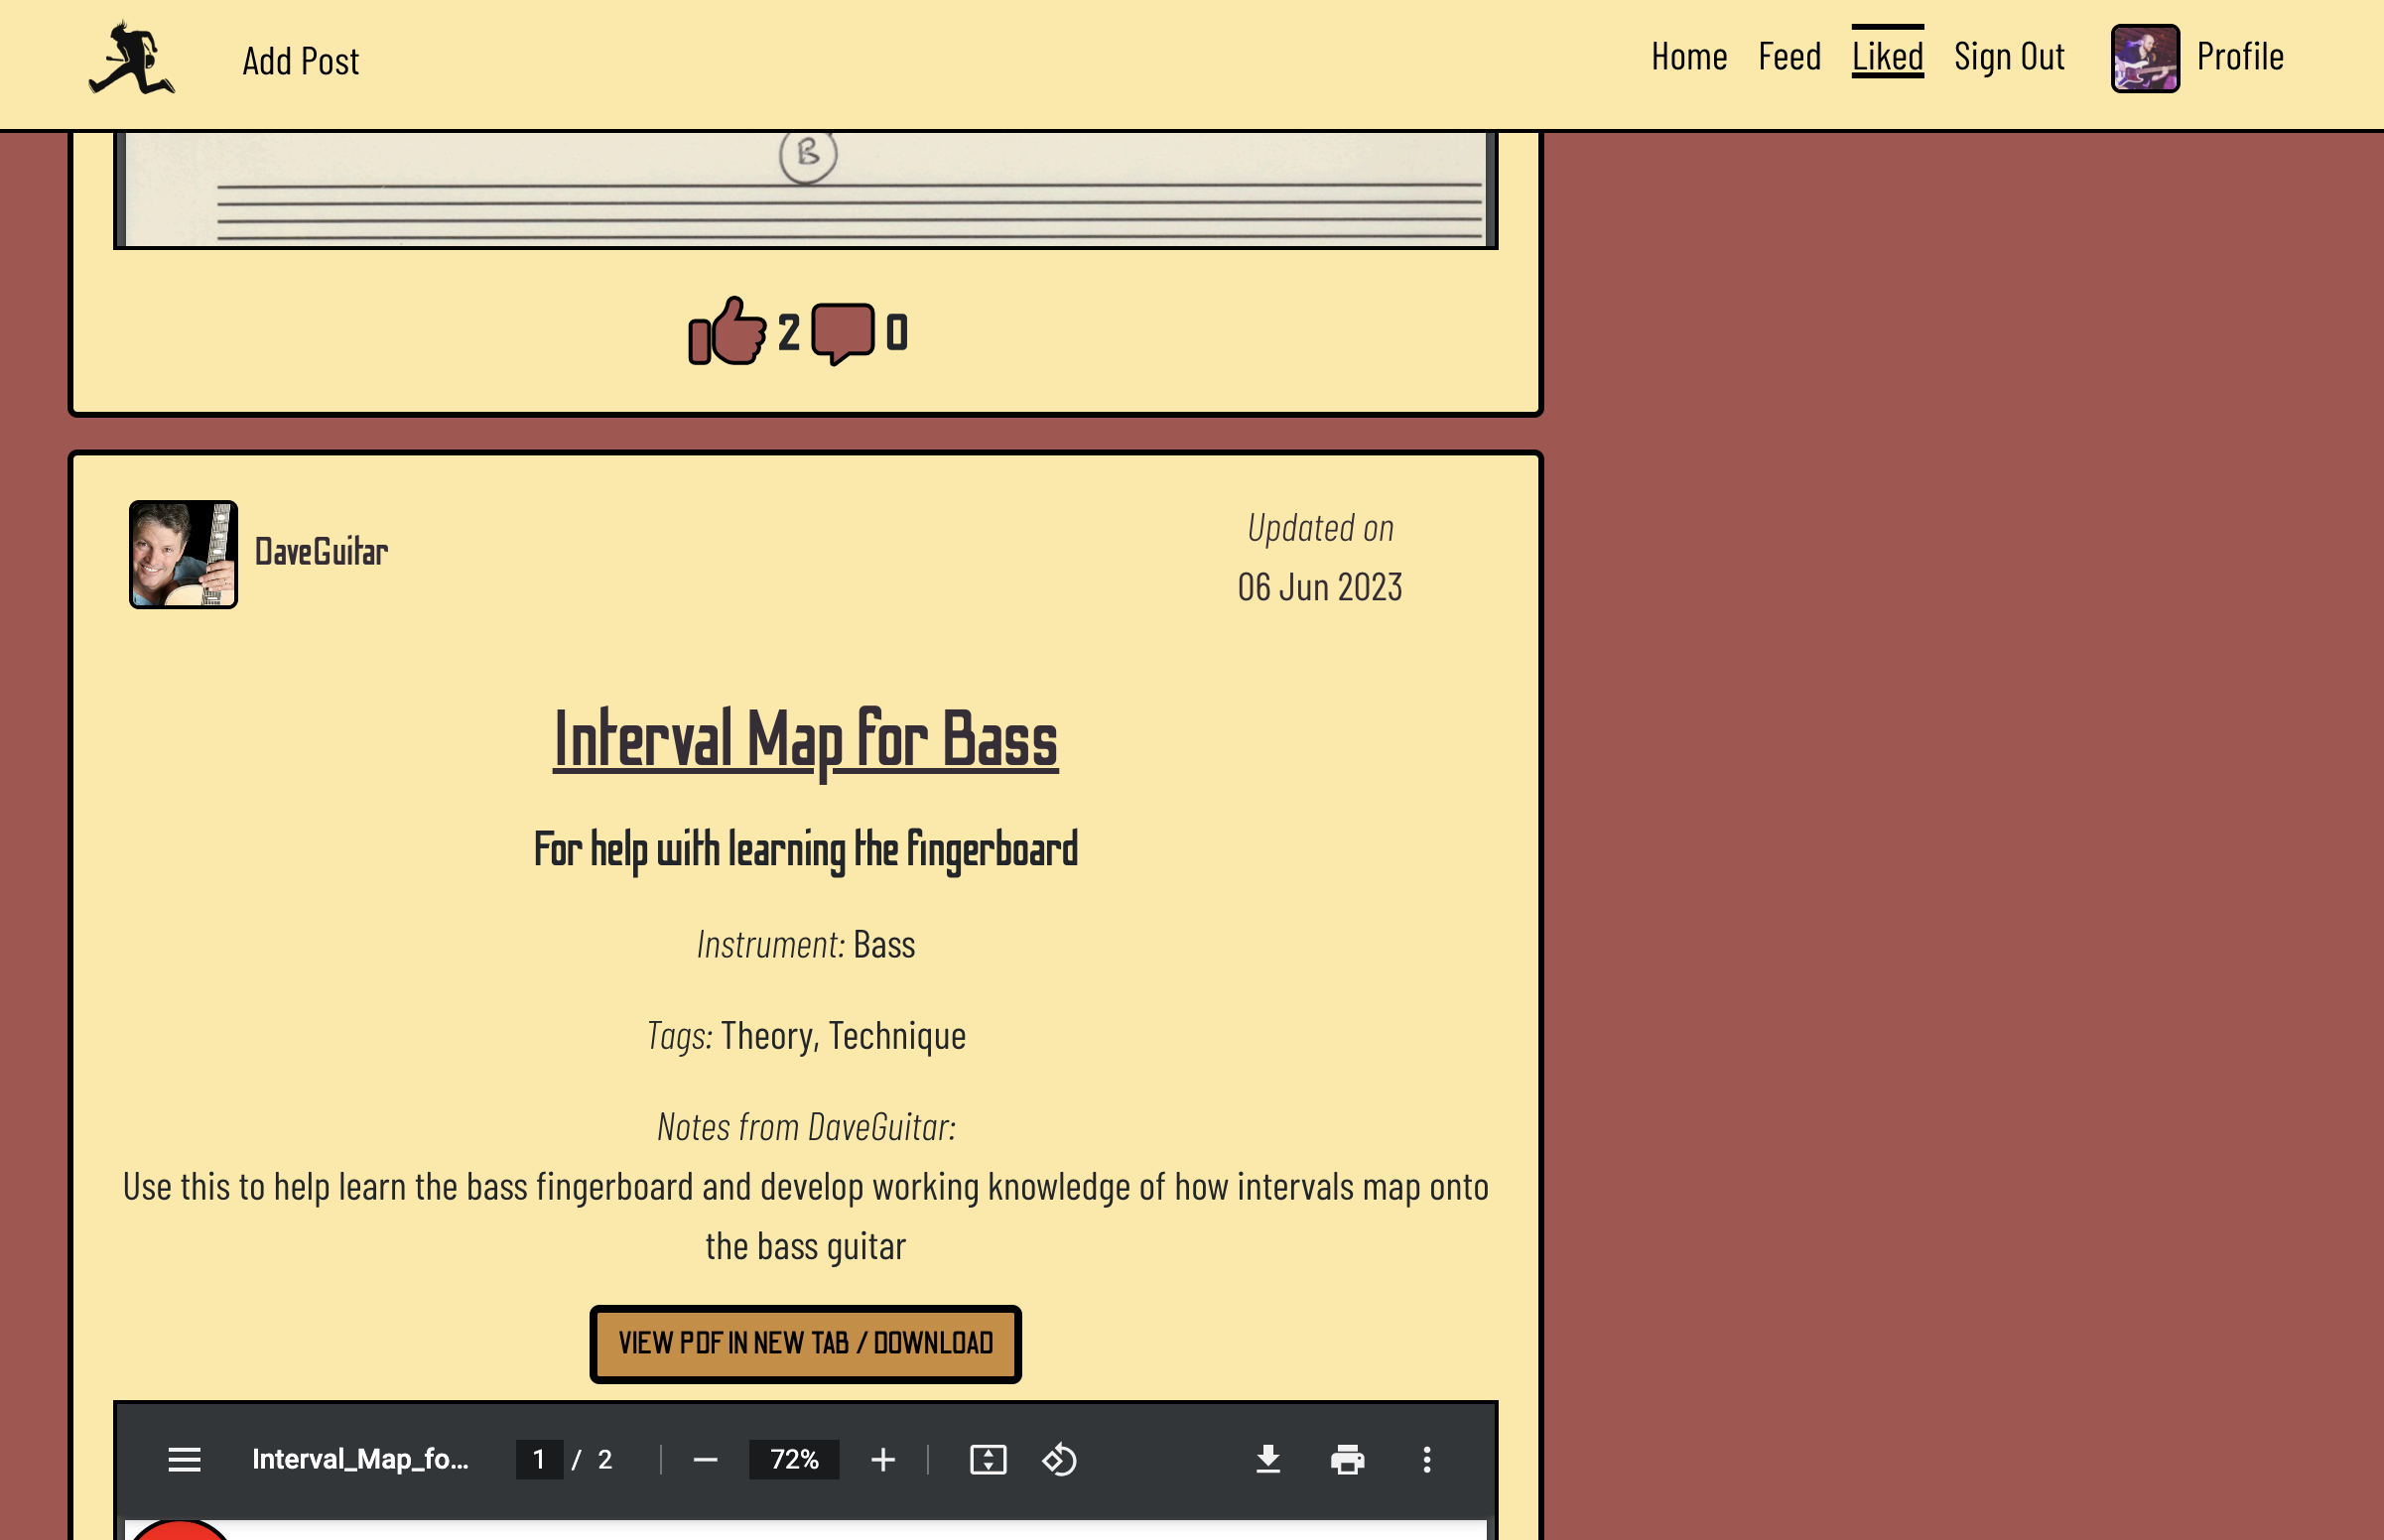 Add Post
Home Feed Liked Sign Out Profile
B
2 0
DaveGuitar
Updated on
06 Jun 2023
Interval Map for Bass
For help with learning the fingerboard
Instrument: Bass
Tags: Theory, Technique
Notes from DaveGuitar:
Use this to help learn the bass fingerboard and develop working knowledge of how intervals map onto
the bass guitar
VIEW PDF IN NEW TAB / DOWNLOAD
Interval_Map_fo... 1 / 2 72%